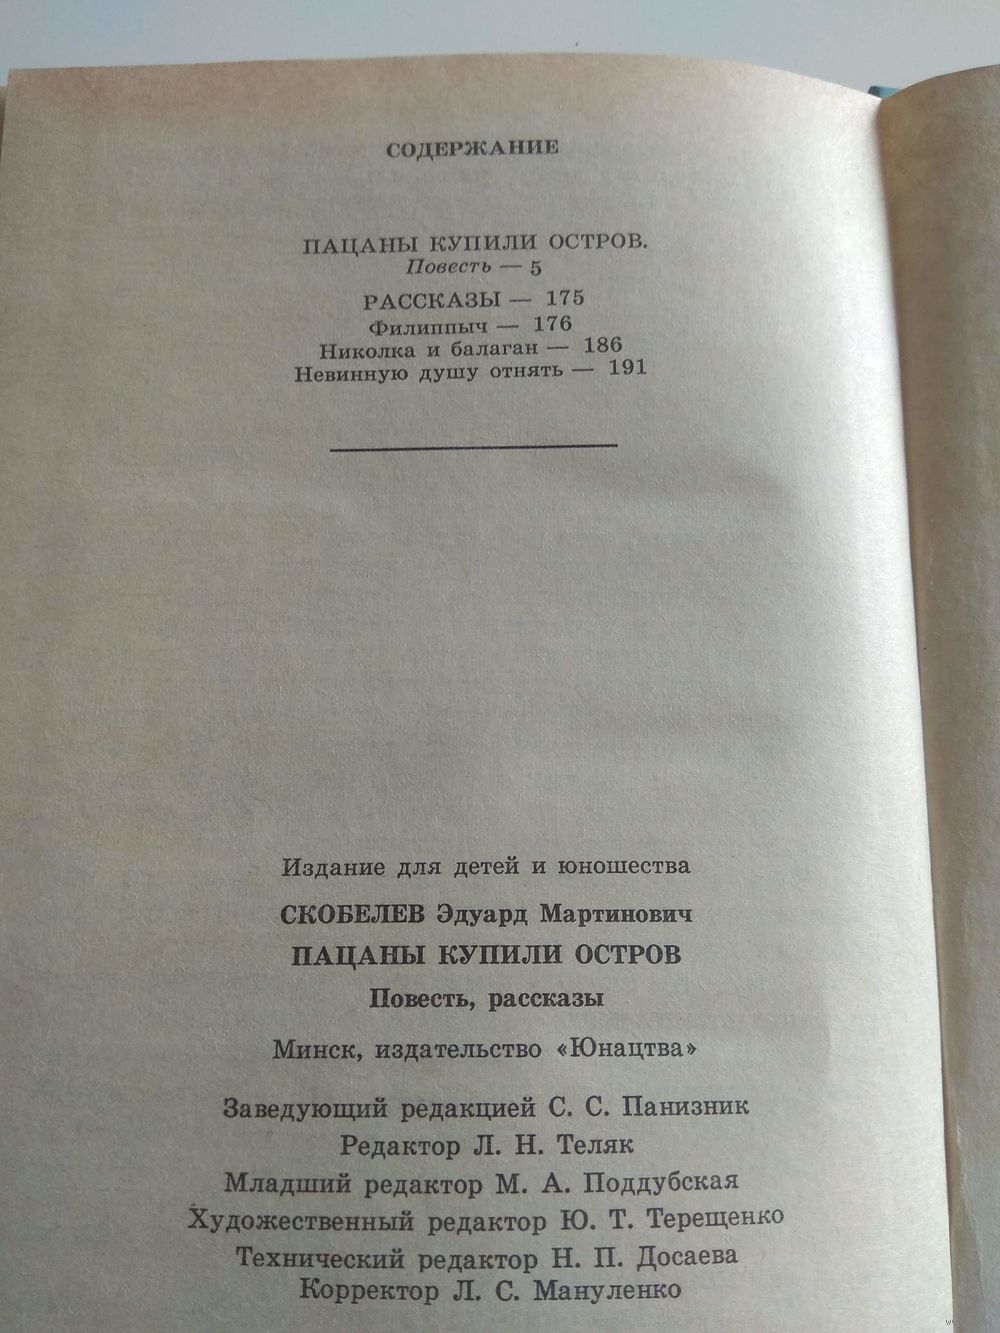 СОДЕРЖАНИЕ
ПАЦАНЫ КУПИЛИ ОСТРОВ.
Повесть — 5
РАССКАЗЫ — 175
Филиппыч — 176
Николка и балаган — 186
Невинную душу отнять — 191
Издание для детей и юношества
СКОБЕЛЕВ Эдуард Мартинович
ПАЦАНЫ КУПИЛИ ОСТРОВ
Повесть, рассказы
Минск, издательство «Юнацтва»
Заведующий редакцией С. С. Панизник
Редактор Л. Н. Теляк
Младший редактор М. А. Поддубская
Художественный редактор Ю. Т. Терещенко
Технический редактор Н. П. Досаева
Корректор Л. С. Мануленко